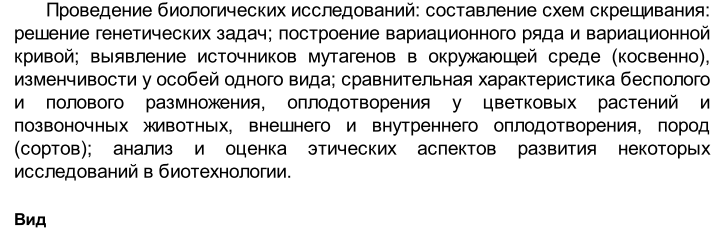 Проведение биологических исследований: составление схем скрещивания:
решение генетических задач; построение вариационного ряда и вариационной
кривой; выявление источников мутагенов в окружающей среде (косвенно),
изменчивости у особей одного вида; сравнительная характеристика бесполого
и полового размножения, оплодотворения у цветковых растений и
позвоночных животных, внешнего и внутреннего оплодотворения, пород
(сортов); анализ и оценка этических аспектов развития некоторых
исследований в биотехнологии.
Вид